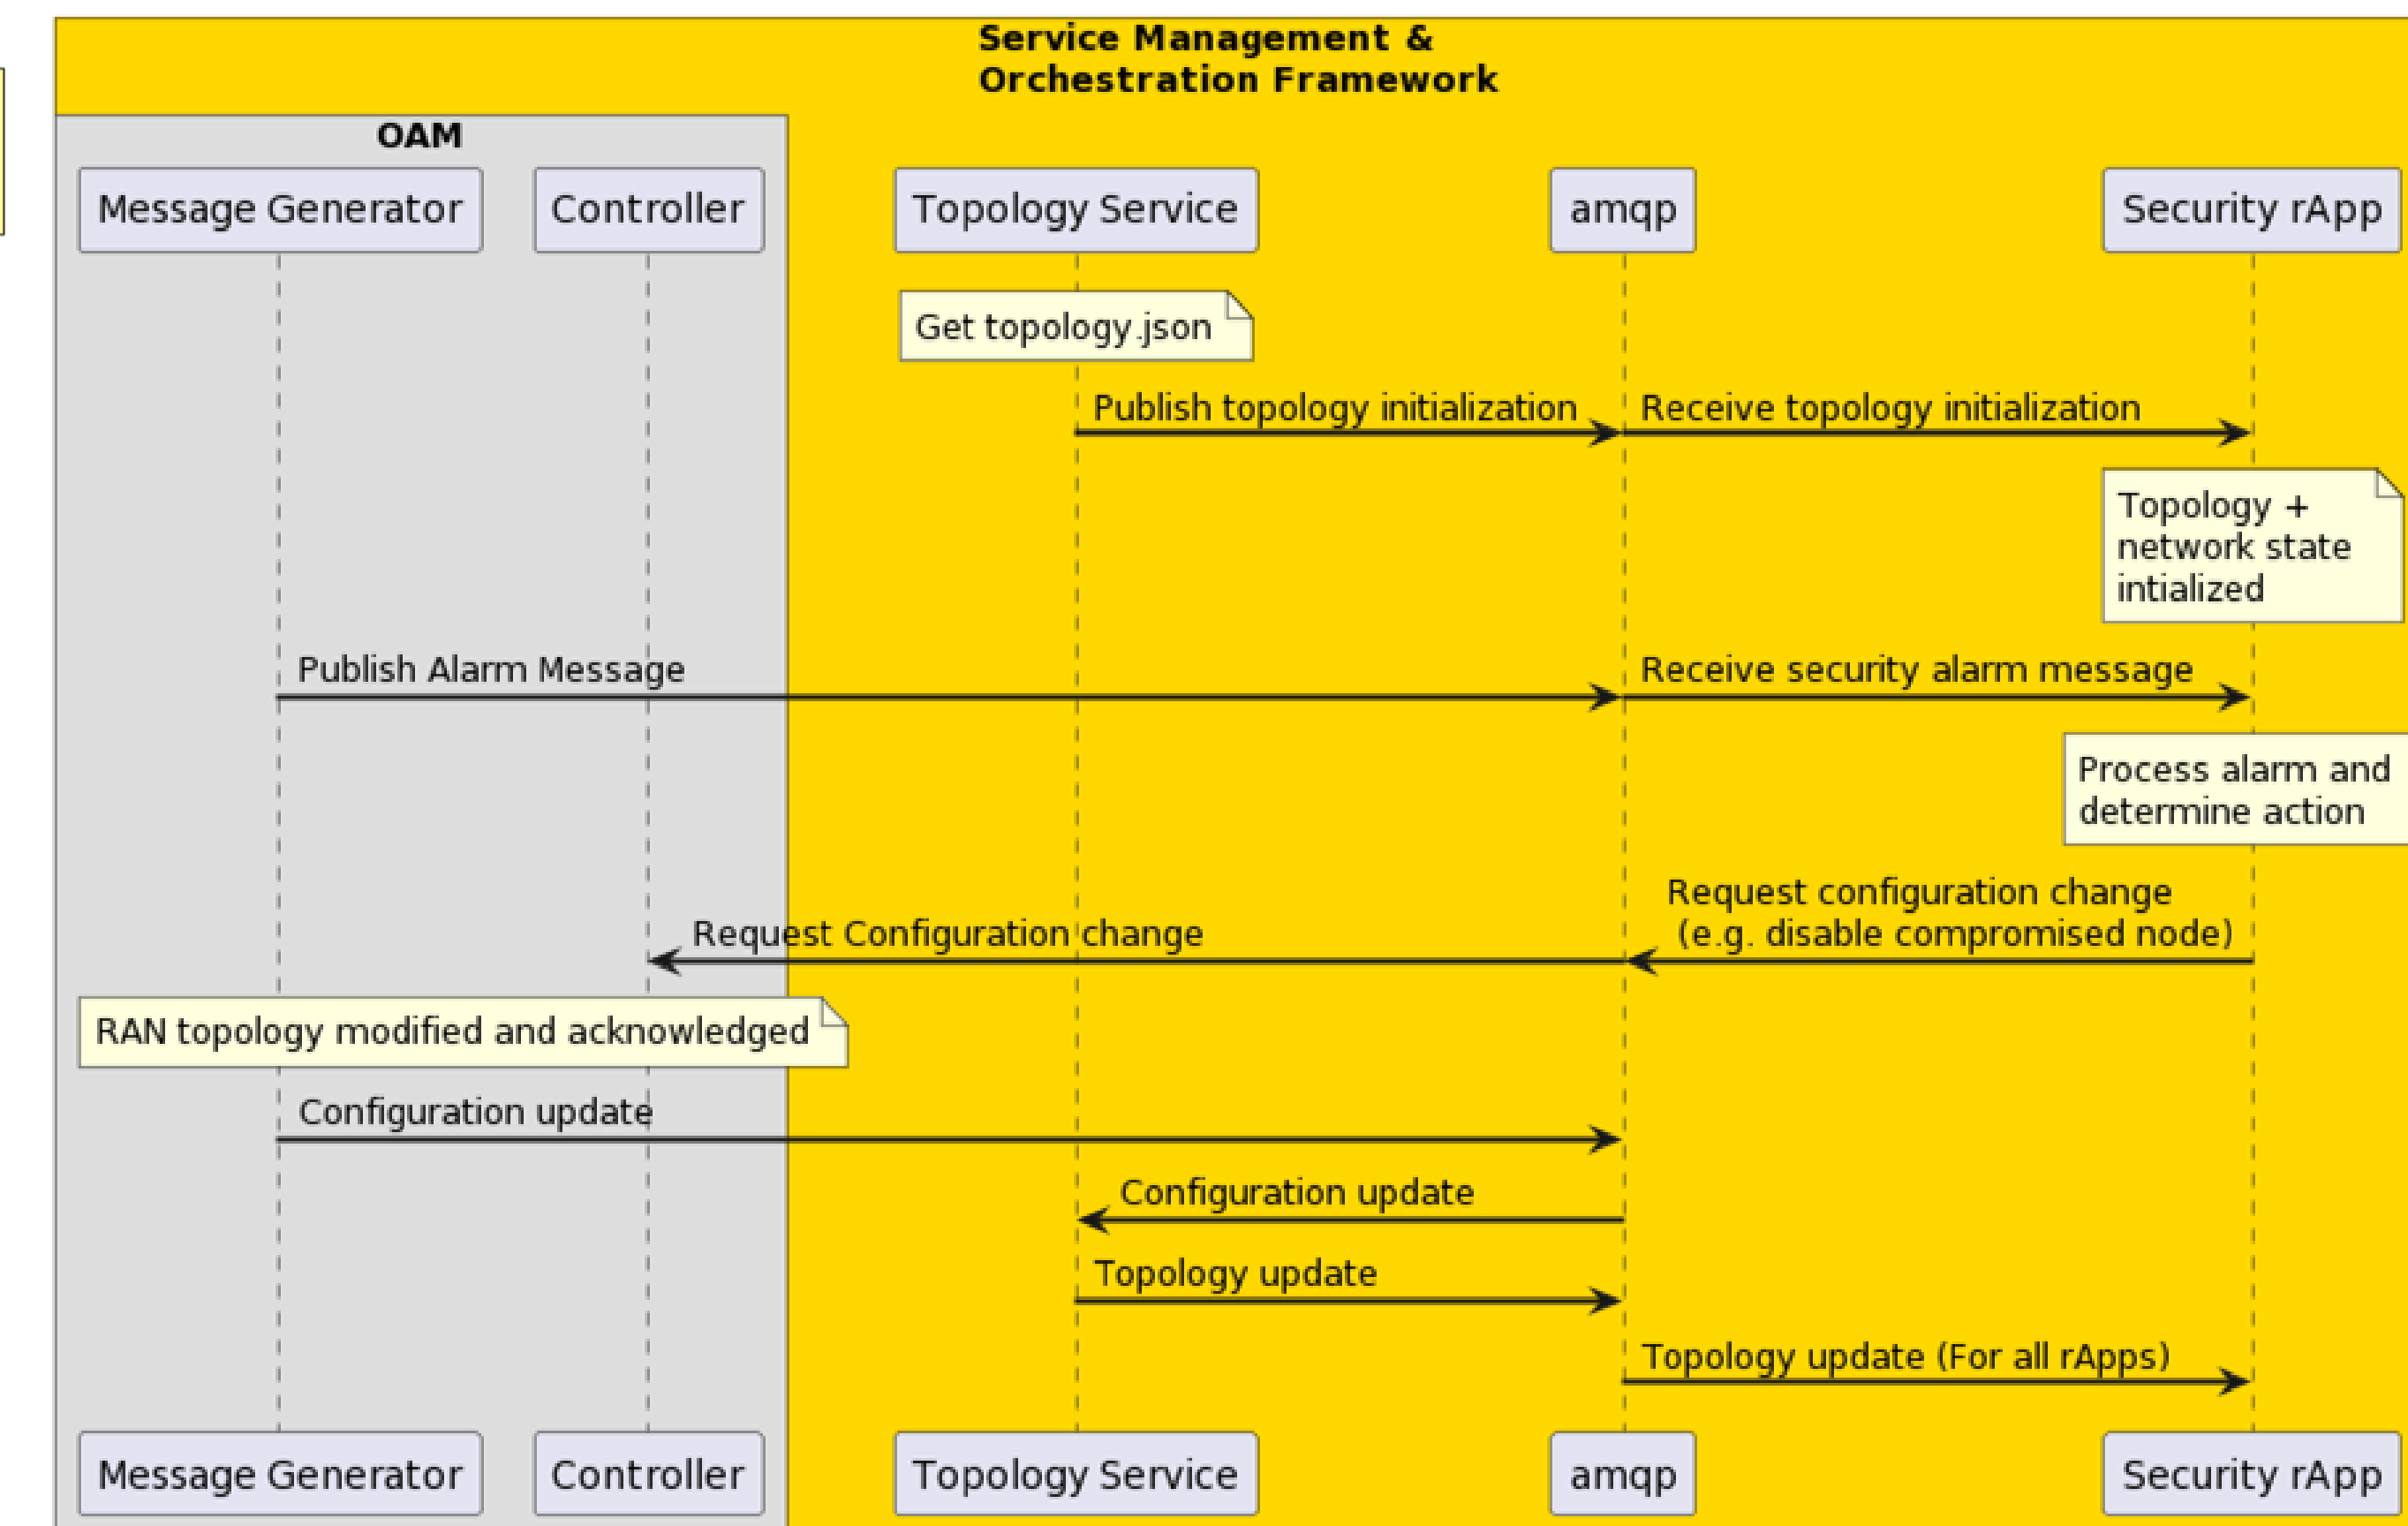 Service Management &
Orchestration Framework
OAM
Message Generator
Controller
Topology Service
amqp
Security rApp
Get topology.json
Publish topology initialization
Receive topology initialization
Topology +
network state
intialized
Publish Alarm Message
Receive security alarm message
Process alarm and
determine action
Request configuration change
(e.g. disable compromised node)
Request Configuration change
RAN topology modified and acknowledged
Configuration update
Configuration update
Topology update
Topology update (For all rApps)
Message Generator
Controller
Topology Service
amqp
Security rApp